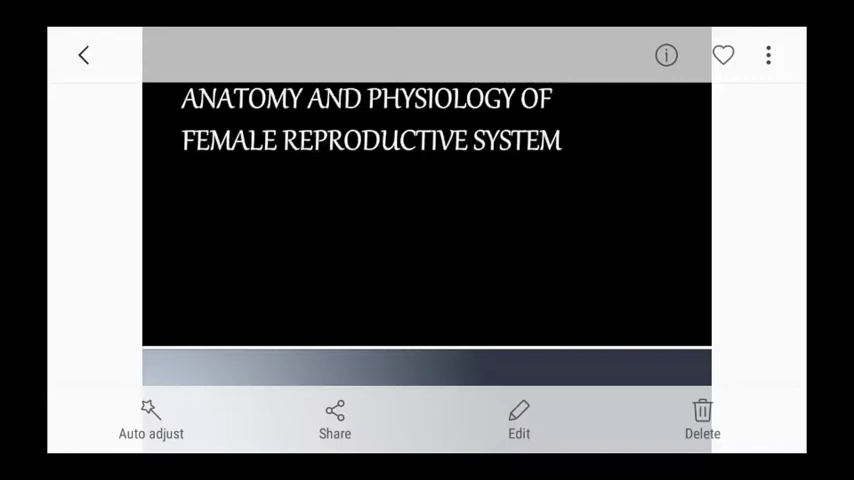 ANATOMY AND PHYSIOLOGY OF
FEMALE REPRODUCTIVE SYSTEM
Auto adjust
Share
Edit
Delete